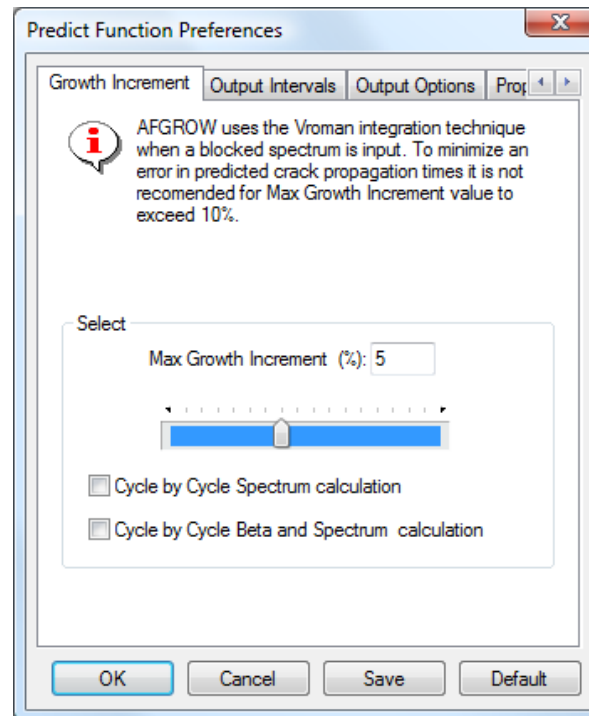 Predict Function Preferences
Growth Increment
Output Intervals
Output Options
AFGROW uses the Vroman integration technique
when a blocked spectrum is input. To minimize an
error in predicted crack propagation times it is not
recomended for Max Growth Increment value to
exceed 10%.
Select
Max Growth Increment (%): 5
Cycle by Cycle Spectrum calculation
Cycle by Cycle Beta and Spectrum calculation
OK
Cancel
Save
Default